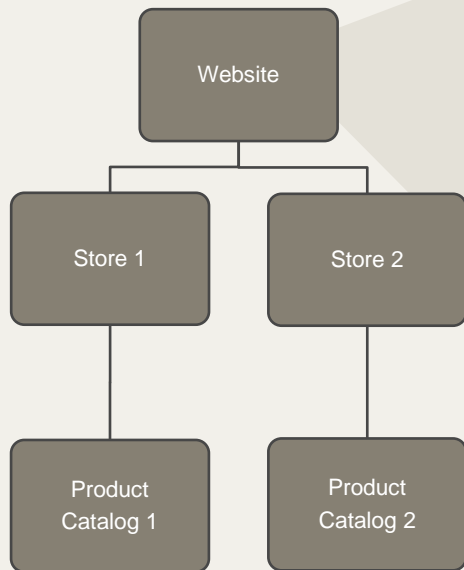 Website
Store 1
Store 2
Product
Catalog 1
Product
Catalog 2